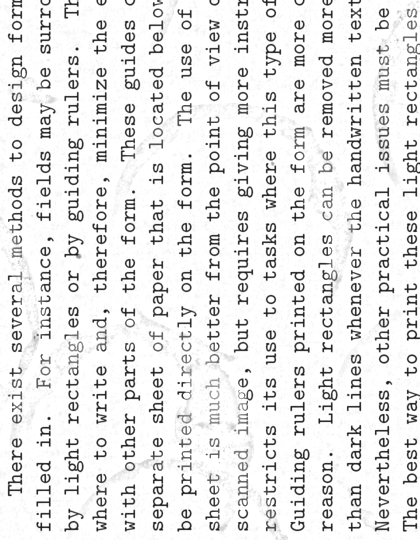 There exist several methods to design form
filled in. For instance, fields may be surro
by light rectangles or by guiding rulers. Th
where to write and, therefore, minimize the e
with other parts of the form. These guides c
separate sheet of paper that is located below
be printed directly on the form. The use of
sheet is much better from the point of view o
scanned image, but requires giving more instr
restricts its use to tasks where this type of
Guiding rulers printed on the form are more c
reason. Light rectangles can be removed more
than dark lines whenever the handwritten text
Nevertheless, other practical issues must be
The best way to print these light rectangles